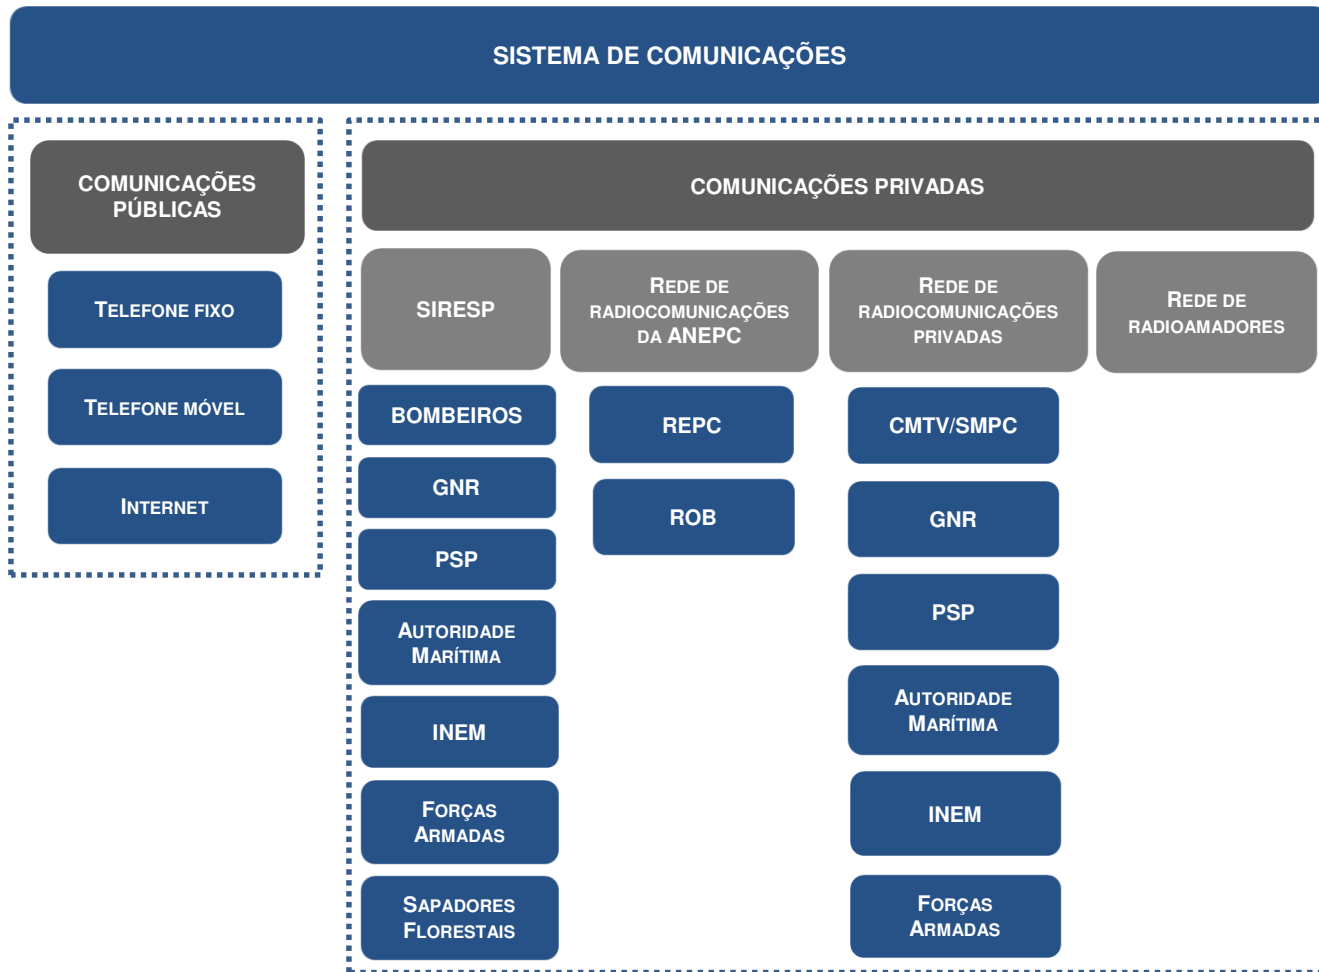 SISTEMA DE COMUNICAÇÕES
COMUNICAÇÕES
PÚBLICAS
TELEFONE FIXO
TELEFONE MÓVEL
INTERNET
COMUNICAÇÕES PRIVADAS
SIRESP
BOMBEIROS
GNR
PSP
AUTORIDADE
MARÍTIMA
INEM
FORÇAS
ARMADAS
SAPADORES
FLORESTAIS
REDE DE
RADIOCOMUNICAÇÕES
DA ANEPC
REPC
ROB
REDE DE
RADIOCOMUNICAÇÕES
PRIVADAS
CMTV/SMPC
GNR
PSP
AUTORIDADE
MARÍTIMA
INEM
FORÇAS
ARMADAS
REDE DE
RADIOAMADORES